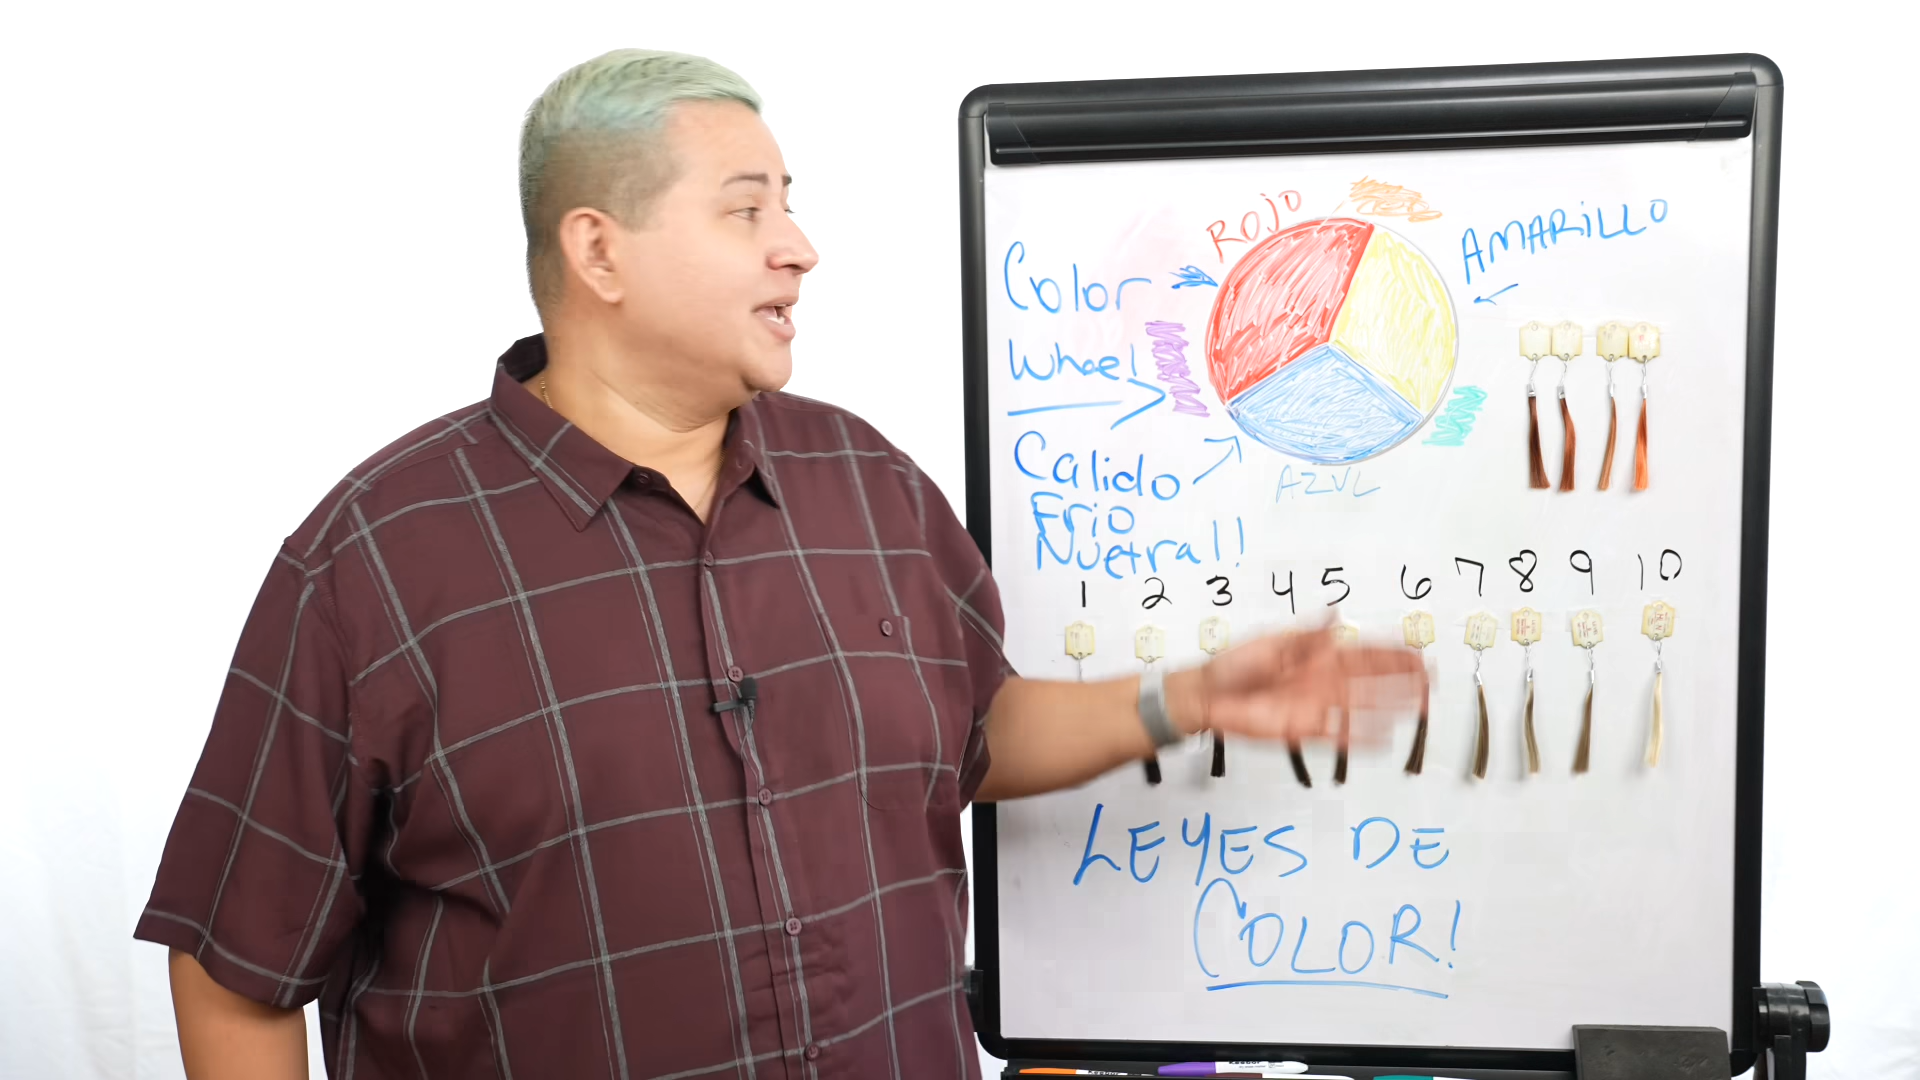 ROJO
AMARILLO
Color
Wheel
AZUL
Calido
Frio
Nuetral!!
1 2 3 4 5 6 7 8 9 10
LEYES DE
COLOR!